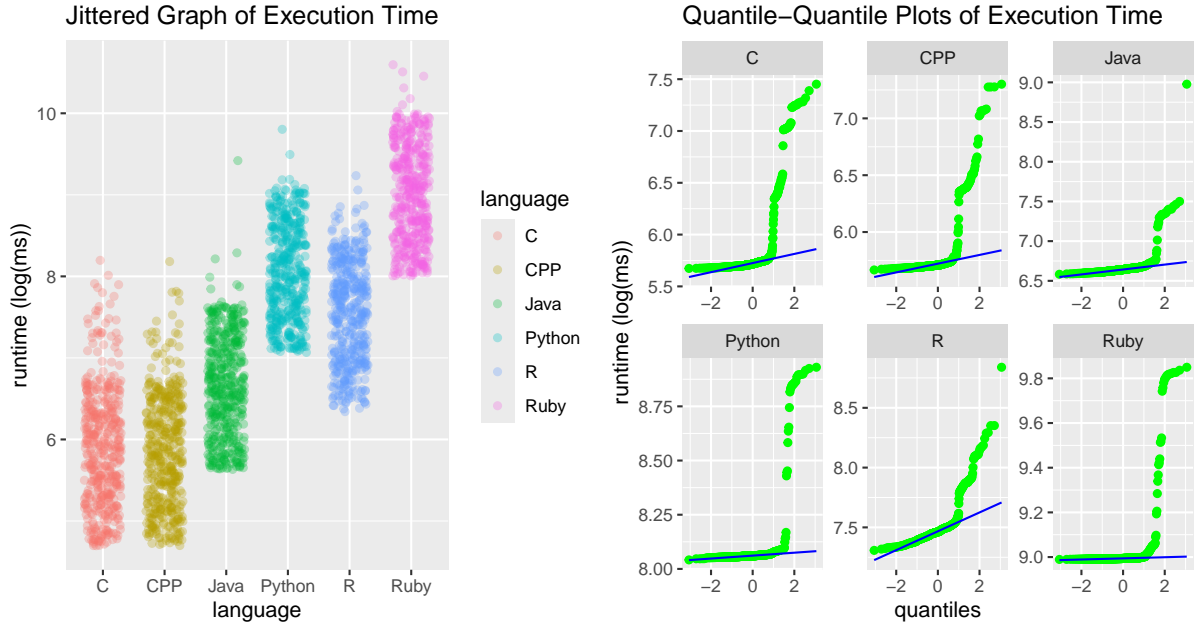 Jittered Graph of Execution Time
runtime (log(ms))
10
8
6
C CPP Java Python R Ruby
language
language
C
CPP
Java
Python
R
Ruby
Quantile−Quantile Plots of Execution Time
runtime (log(ms))
C
7.5
7.0
6.5
6.0
5.5
−2 0 2
CPP
7.0
6.5
6.0
−2 0 2
Java
9.0
8.5
8.0
7.5
7.0
6.5
−2 0 2
Python
8.75
8.50
8.25
8.00
−2 0 2
R
8.5
8.0
7.5
−2 0 2
Ruby
9.8
9.6
9.4
9.2
9.0
−2 0 2
quantiles